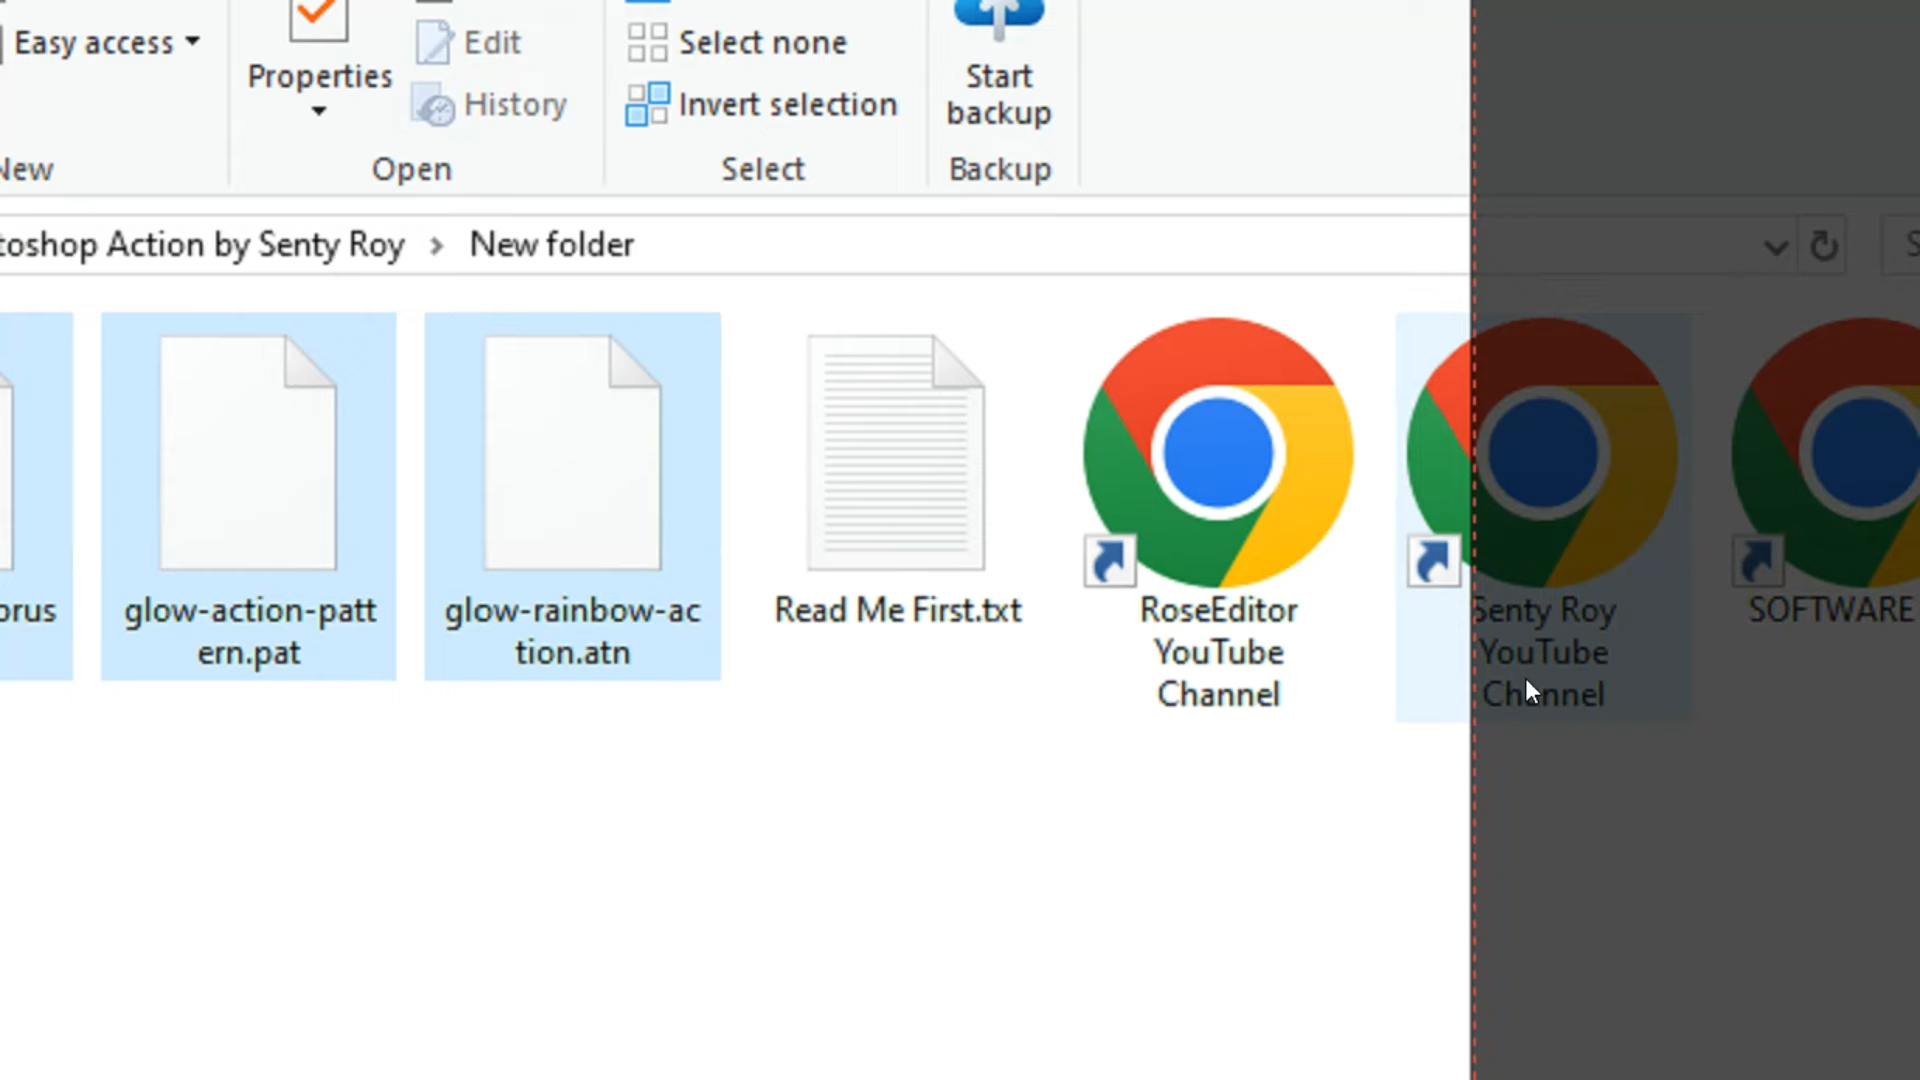 Easy access
Edit
Select none
Properties
Start
backup
History
Invert selection
New
Open
Select
Backup
toshop Action by Senty Roy > New folder
S
orus
glow-action-patt
ern.pat
glow-rainbow-ac
tion.atn
Read Me First.txt
RoseEditor
YouTube
Channel
Senty Roy
YouTube
Channel
SOFTWARE